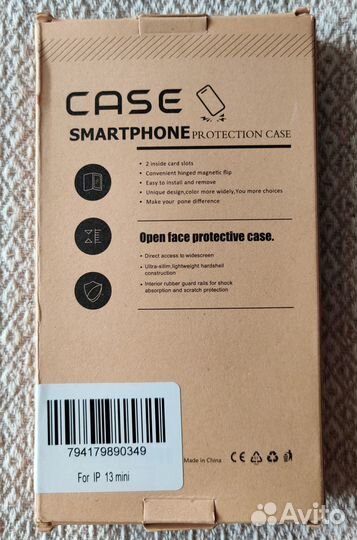 CASE
SMARTPHONE PROTECTION CASE
• 2 inside card slots
• Convenient hinged magnetic flip
• Easy to install and remove
• Unique design,color more widely,You more choices
• Make your pone difference
Open face protective case.
• Direct access to widescreen
• Ultra-silim,lightweight hardshell
construction
• Interior rubber guard rails for shock
absorption and scratch protection
794179890349
For IP 13 mini
Made in China
CE
Avito